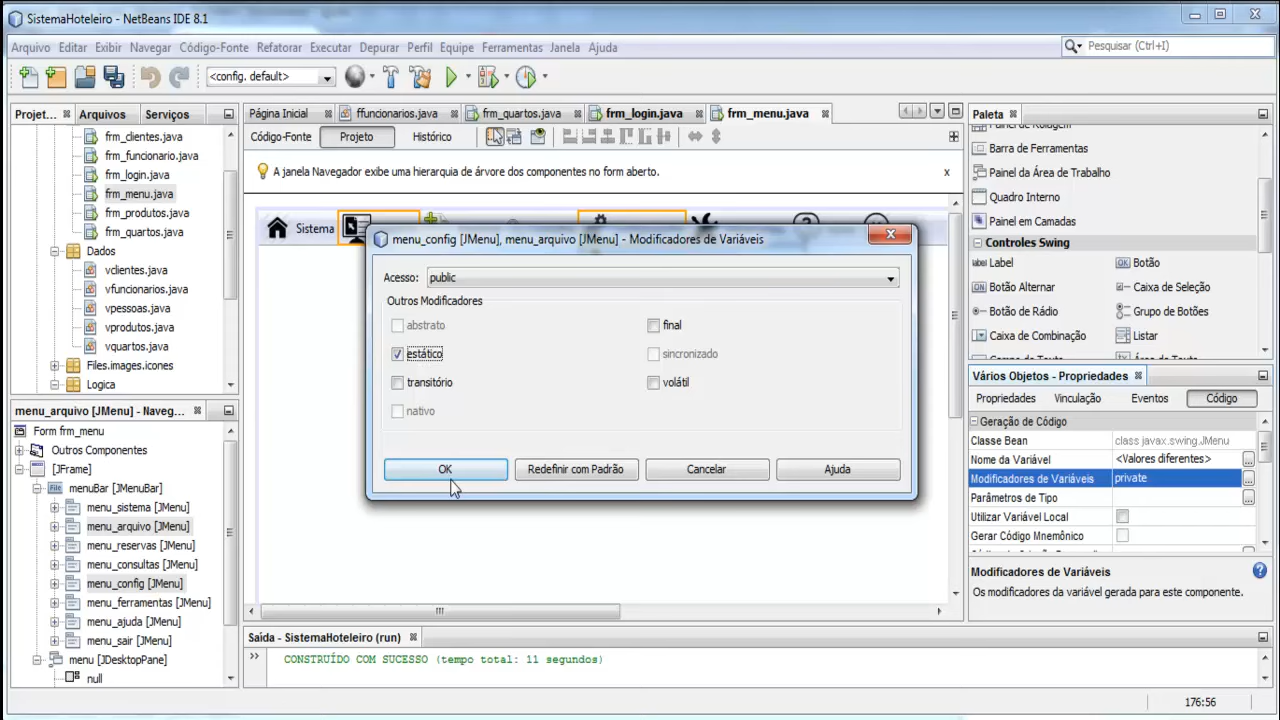 SistemaHoteleiro - NetBeans IDE 8.1
Arquivo Editar Exibir Navegar Código-Fonte Refatorar Executar Depurar Perfil Equipe Ferramentas Janela Ajuda
Pesquisar (Ctrl+I)
<config. default>
Projet... Arquivos Serviços
Página Inicial ffuncionarios.java frm_quartos.java frm_login.java frm_menu.java
Paleta
frm_clientes.java
frm_funcionario.java
frm_login.java
frm_menu.java
frm_produtos.java
frm_quartos.java
Dados
vclientes.java
vfuncionarios.java
vpessoas.java
vprodutos.java
vquartos.java
Files.images.icones
Logica
Código-Fonte Projeto Histórico
A janela Navegador exibe uma hierarquia de árvore dos componentes no form aberto.
x
Sistema
menu_config [JMenu], menu_arquivo [JMenu] - Modificadores de Variáveis
Acesso: public
Outros Modificadores
abstrato
final
estático
sincronizado
transitório
volátil
nativo
OK Redefinir com Padrão Cancelar Ajuda
Painel de Rolagem
Barra de Ferramentas
Painel da Área de Trabalho
Quadro Interno
Painel em Camadas
Controles Swing
label Label
OK Botão
ON Botão Alternar
Caixa de Seleção
Botão de Rádio
Grupo de Botões
Caixa de Combinação
Listar
menu_arquivo [JMenu] - Naveg...
Form frm_menu
Outros Componentes
[JFrame]
File menuBar [JMenuBar]
menu_sistema [JMenu]
menu_arquivo [JMenu]
menu_reservas [JMenu]
menu_consultas [JMenu]
menu_config [JMenu]
menu_ferramentas [JMenu]
menu_ajuda [JMenu]
menu_sair [JMenu]
menu [JDesktopPane]
null
Vários Objetos - Propriedades
Propriedades Vinculação Eventos Código
Geração de Código
Classe Bean class javax.swing.JMenu
Nome da Variável <Valores diferentes>
Modificadores de Variáveis private
Parâmetros de Tipo
Utilizar Variável Local
Gerar Código Mnemônico
Modificadores de Variáveis
Os modificadores da variável gerada para este componente.
Saída - SistemaHoteleiro (run)
CONSTRUÍDO COM SUCESSO (tempo total: 11 segundos)
176:56